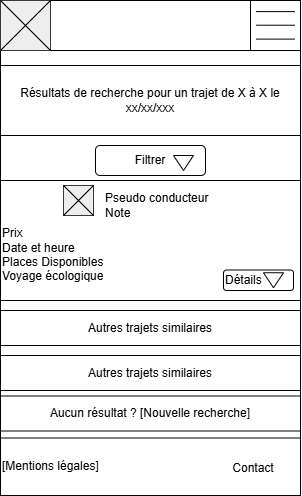 Résultats de recherche pour un trajet de X à X le
xx/xx/xxx
Filtrer
Pseudo conducteur
Note
Prix
Date et heure
Places Disponibles
Voyage écologique
Détails
Autres trajets similaires
Autres trajets similaires
Aucun résultat ? [Nouvelle recherche]
[Mentions légales]
Contact